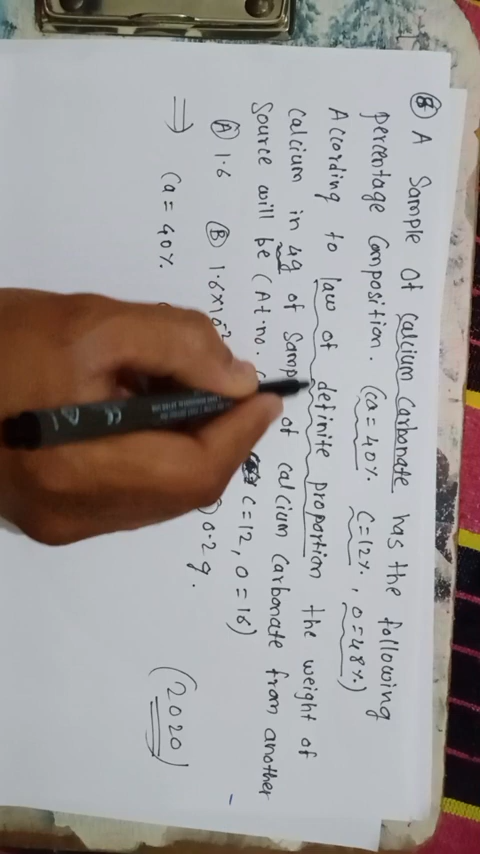 ⑧ A Sample Of calcium carbonate has the following
percentage Composition. (ca = 40%. C = 12%. , O = 48%.)
According to law of definite proportion the weight of
calcium in 4g of Samp of calcium carbonate from another
Source will be (At.no. C = 12, O = 16)
Ⓐ 1.6 Ⓑ 1.6×10⁻² 0.2 g.
⇒ Ca = 40%.
(2020)